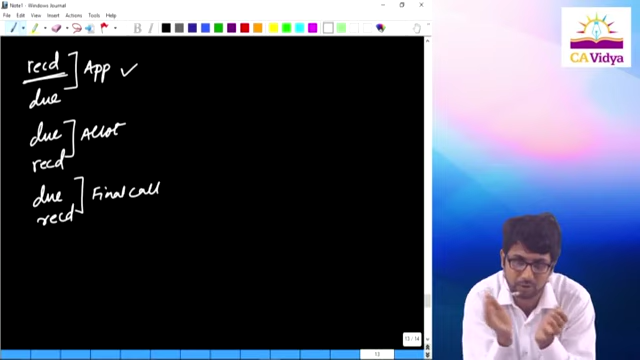 Note1 - Windows Journal
File Edit View Insert Actions Tools Help
B I
recd
App ✓
due
due
Allot
recd
due
Final call
recd
CA Vidya
13 / 14
13